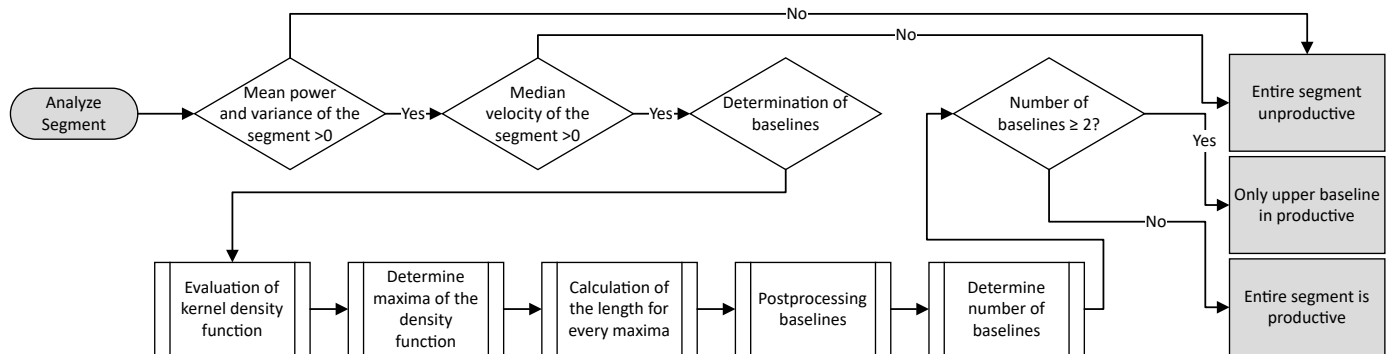 No
No
Analyze
Segment
Mean power
and variance of the
segment >0
Yes
Median
velocity of the
segment >0
Yes
Determination of
baselines
Number of
baselines ≥ 2?
Yes
No
Entire segment
unproductive
Only upper baseline
in productive
Entire segment is
productive
Evaluation of
kernel density
function
Determine
maxima of the
density
function
Calculation of
the length for
every maxima
Postprocessing
baselines
Determine
number of
baselines